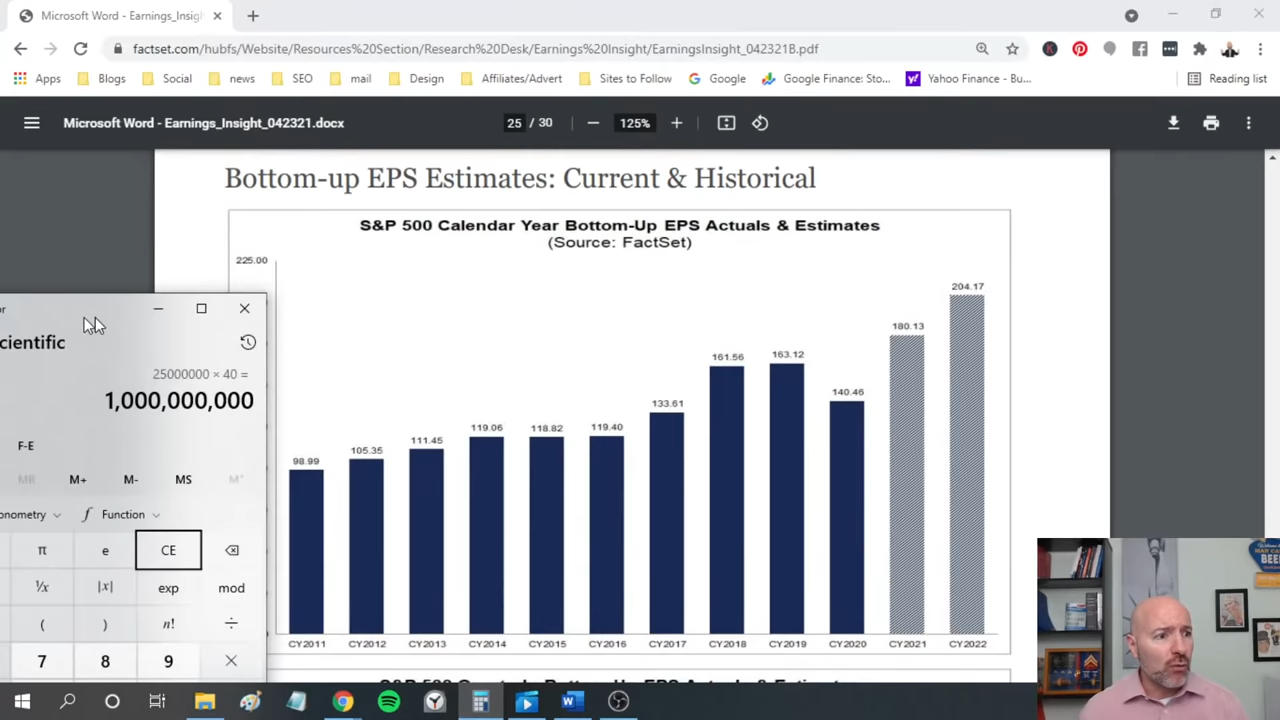 Microsoft Word - Earnings_Insig
factset.com/hubfs/Website/Resources%20Section/Research%20Desk/Earnings%20Insight/EarningsInsight_042321B.pdf
Apps Blogs Social news SEO mail Design Affiliates/Advert Sites to Follow Google Google Finance: Sto... Yahoo Finance - Bu... Reading list
Microsoft Word - Earnings_Insight_042321.docx 25 / 30 125%
Bottom-up EPS Estimates: Current & Historical
S&P 500 Calendar Year Bottom-Up EPS Actuals & Estimates
(Source: FactSet)
225.00
204.17
180.13
163.12
161.56
140.46
133.61
119.40
118.82
119.06
111.45
105.35
98.99
CY2011 CY2012 CY2013 CY2014 CY2015 CY2016 CY2017 CY2018 CY2019 CY2020 CY2021 CY2022
or
cientific
25000000 × 40 =
1,000,000,000
F-E
MR M+ M- MS M˅
onometry f Function
π e CE
¹/x |x| exp mod
( ) n! ÷
7 8 9 ×
BEE